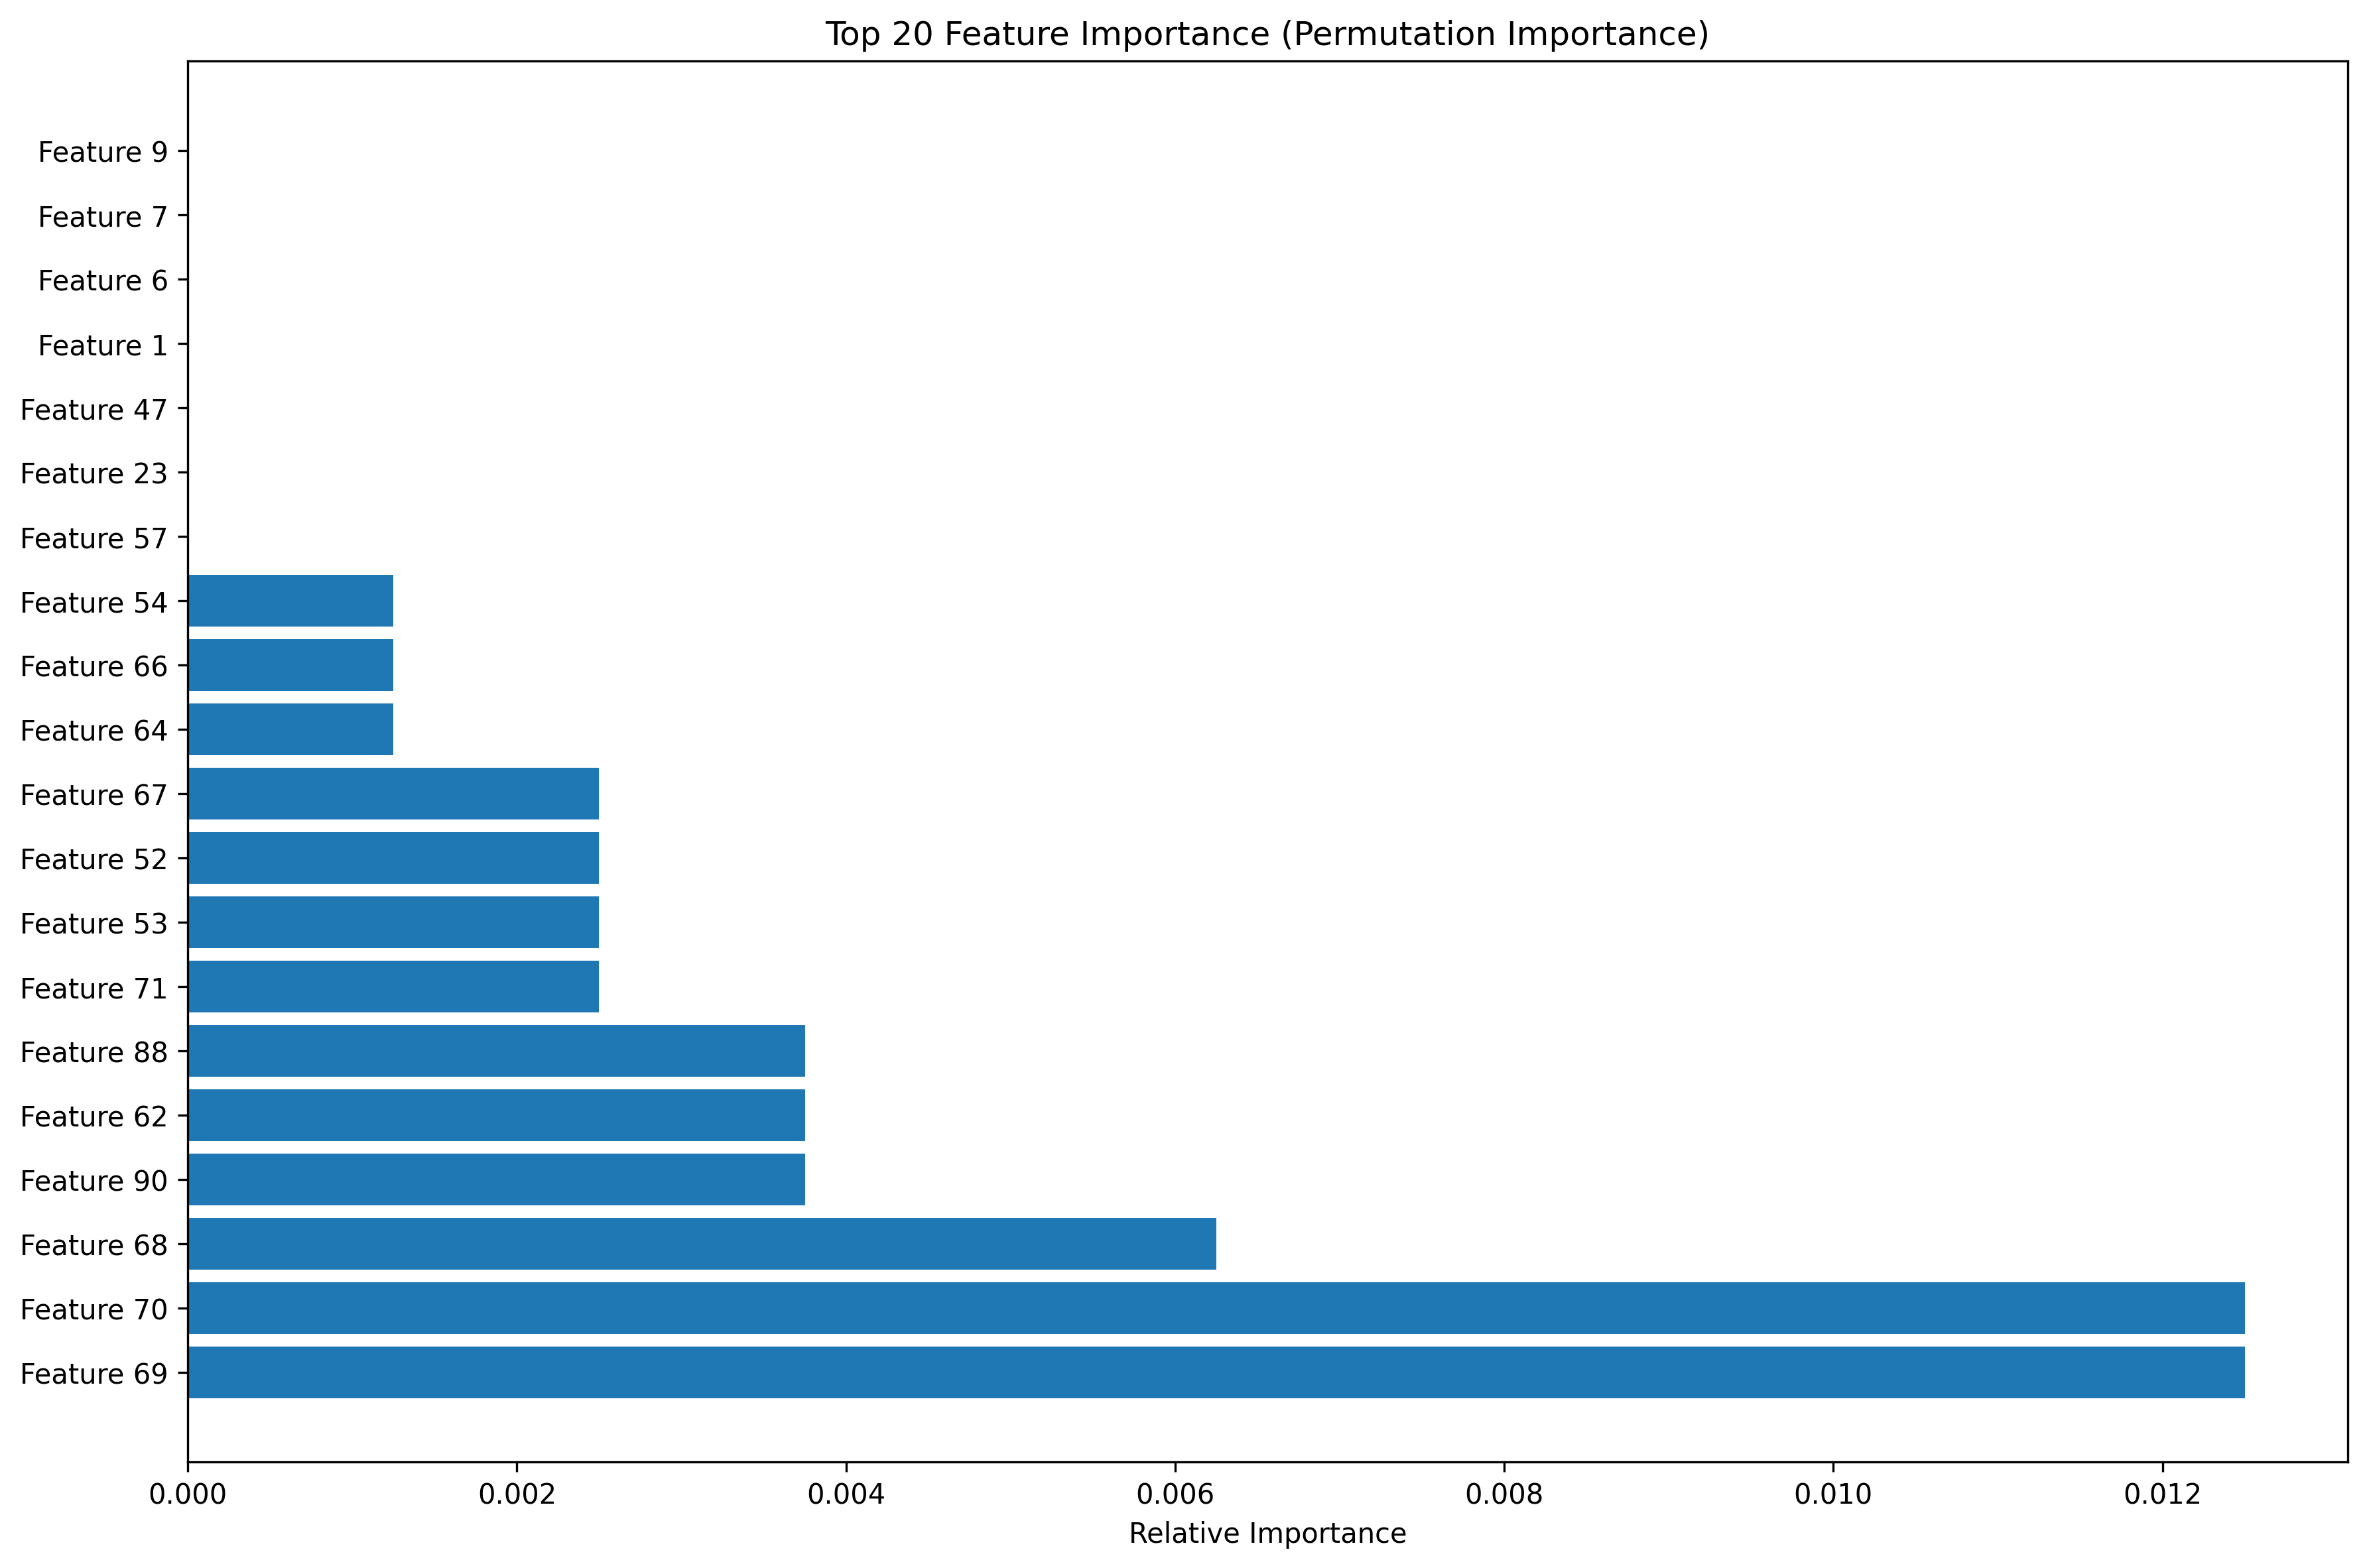 Top 20 Feature Importance (Permutation Importance)
Feature 9
Feature 7
Feature 6
Feature 1
Feature 47
Feature 23
Feature 57
Feature 54
Feature 66
Feature 64
Feature 67
Feature 52
Feature 53
Feature 71
Feature 88
Feature 62
Feature 90
Feature 68
Feature 70
Feature 69
0.000 0.002 0.004 0.006 0.008 0.010 0.012
Relative Importance